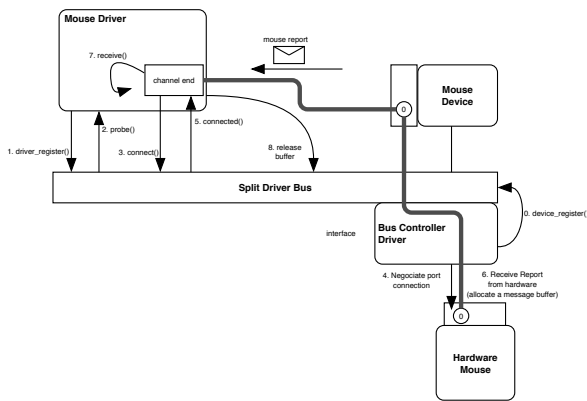 Mouse Driver
mouse report
7. receive()
channel end
Mouse
Device
0
2. probe()
5. connected()
1. driver_register()
3. connect()
8. release
buffer
Split Driver Bus
0. device_register()
interface
Bus Controller
Driver
4. Negociate port
connection
6. Receive Report
from hardware
(allocate a message buffer)
0
Hardware
Mouse